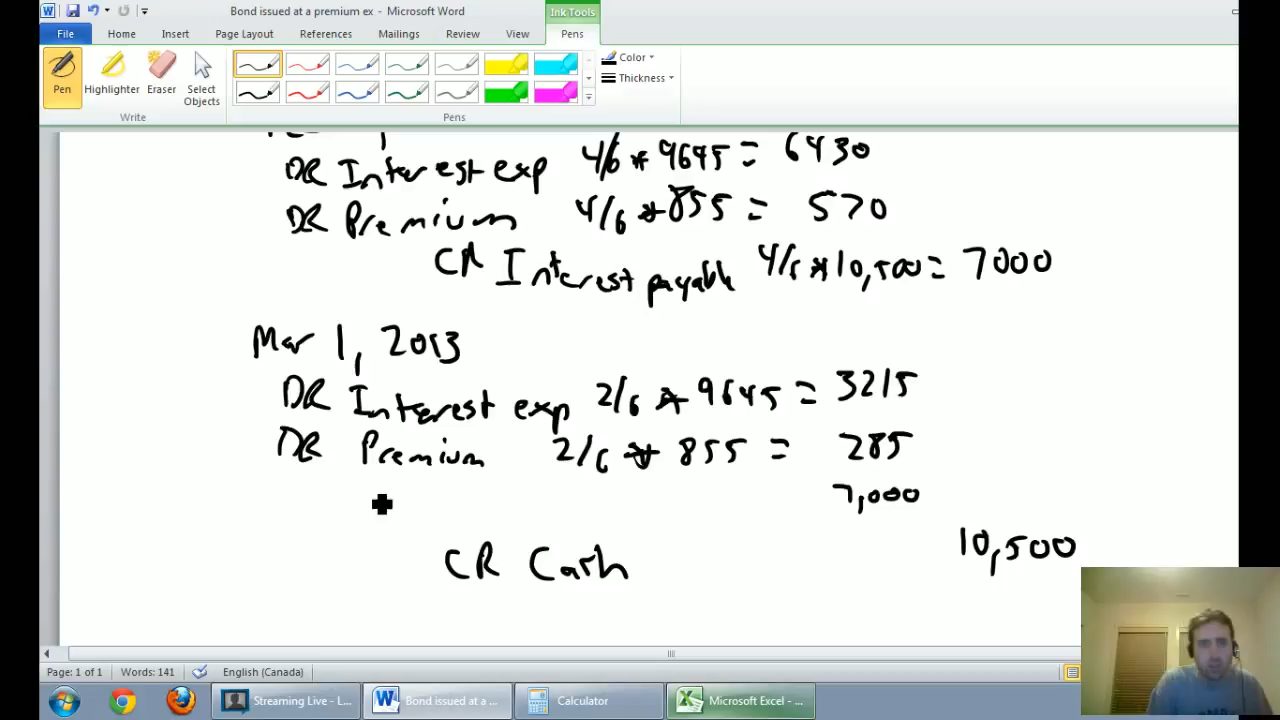 Bond issued at a premium ex - Microsoft Word
Ink Tools
File Home Insert Page Layout References Mailings Review View Pens
Pen Highlighter Eraser Select Objects
Color
Thickness
Write Pens
DR Interest exp 4/6 * 9645 = 6430
DR Premium 4/6 * 855 = 570
CR Interest payable 4/6 * 10,500 = 7000
Mar 1, 2013
DR Interest exp 2/6 * 9645 = 3215
DR Premium 2/6 * 855 = 285
7,000
CR Cash 10,500
Page: 1 of 1 Words: 141 English (Canada)
Streaming Live - L... Bond issued at a ... Calculator Microsoft Excel - ...